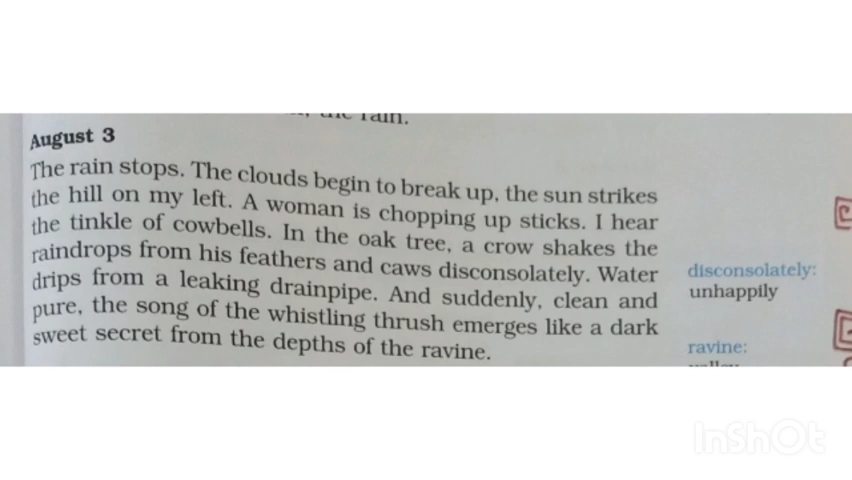 rain.
August 3
The rain stops. The clouds begin to break up, the sun strikes
the hill on my left. A woman is chopping up sticks. I hear
the tinkle of cowbells. In the oak tree, a crow shakes the
raindrops from his feathers and caws disconsolately. Water
drips from a leaking drainpipe. And suddenly, clean and
pure, the song of the whistling thrush emerges like a dark
sweet secret from the depths of the ravine.
disconsolately:
unhappily
ravine:
InShOt